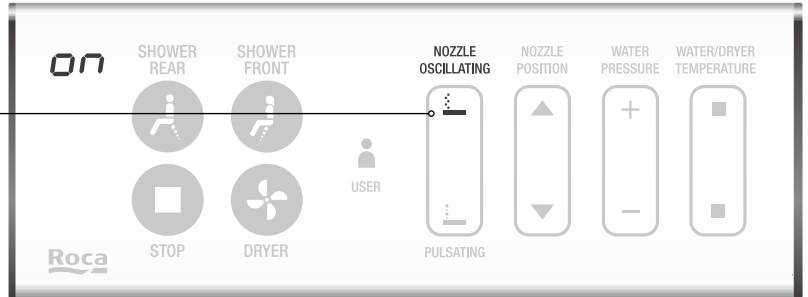 on
SHOWER
REAR
SHOWER
FRONT
NOZZLE
OSCILLATING
NOZZLE
POSITION
WATER
PRESSURE
WATER/DRYER
TEMPERATURE
USER
STOP
DRYER
PULSATING
Roca